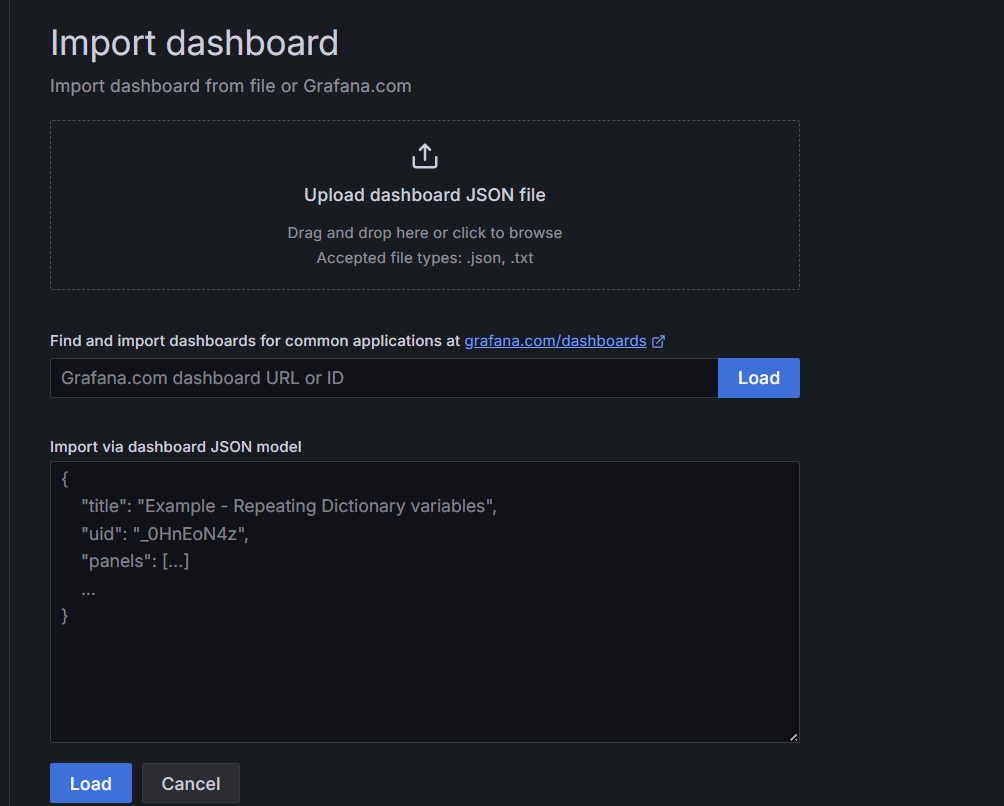 Import dashboard
Import dashboard from file or Grafana.com
Upload dashboard JSON file
Drag and drop here or click to browse
Accepted file types: .json, .txt
Find and import dashboards for common applications at grafana.com/dashboards
Grafana.com dashboard URL or ID
Load
Import via dashboard JSON model
{
"title": "Example - Repeating Dictionary variables",
"uid": "_0HnEoN4z",
"panels": [...]
...
}
Load
Cancel